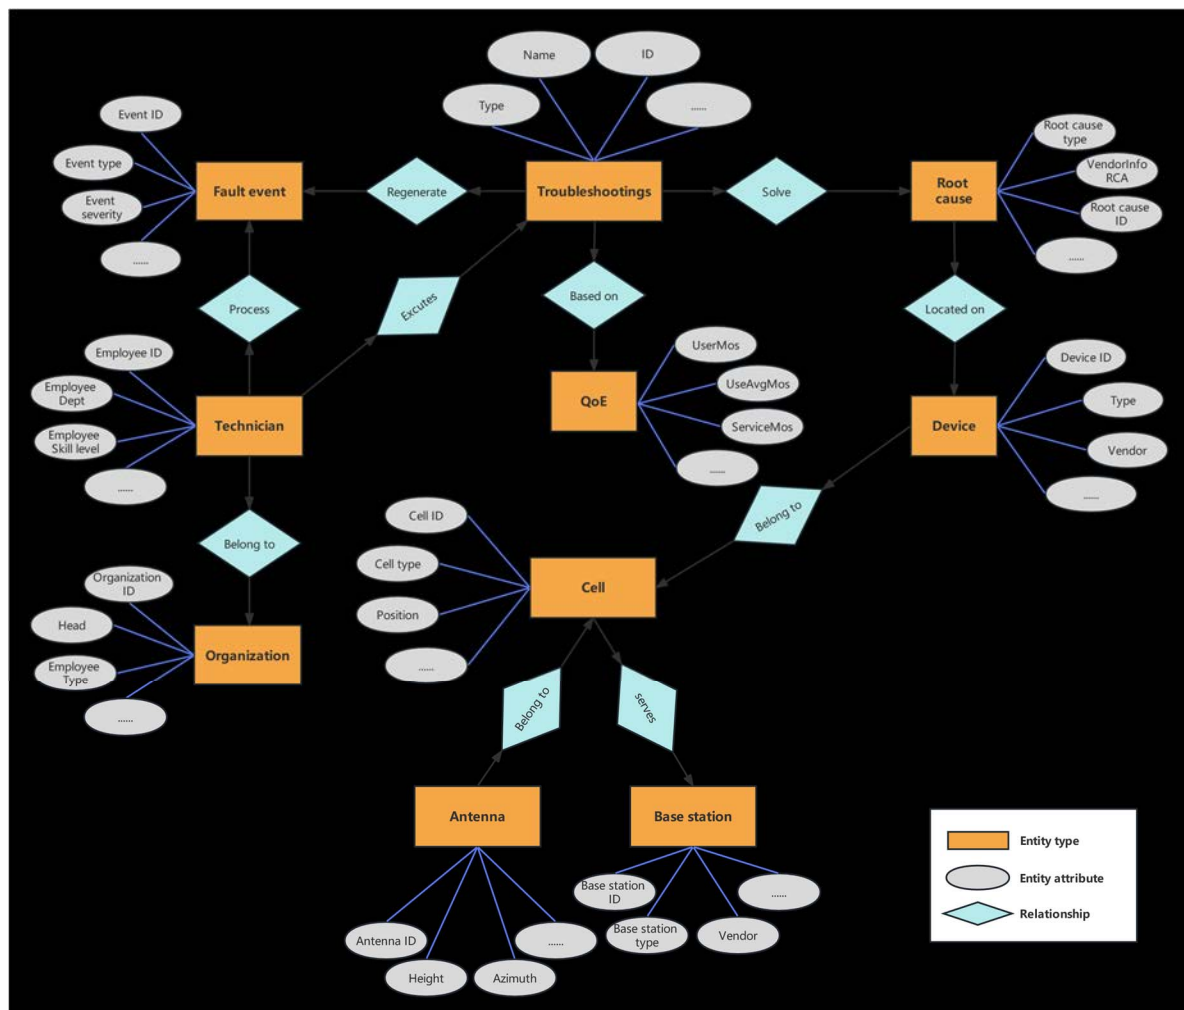 Name
ID
Type
......
Event ID
Event type
Event
severity
......
Fault event
Regenerate
Troubleshootings
Solve
Root
cause
Root cause
type
VendorInfo
RCA
Root cause
ID
......
Process
Excutes
Based on
Located on
Employee ID
Employee
Dept
Employee
Skill level
......
Technician
QoE
UserMos
UseAvgMos
ServiceMos
......
Device
Device ID
Type
Vendor
......
Belong to
Belong to
Organization
ID
Head
Employee
Type
......
Organization
Cell ID
Cell type
Position
......
Cell
Belong to
serves
Antenna
Base station
Antenna ID
Height
Azimuth
......
Base station
ID
Base station
type
Vendor
......
Entity type
Entity attribute
Relationship